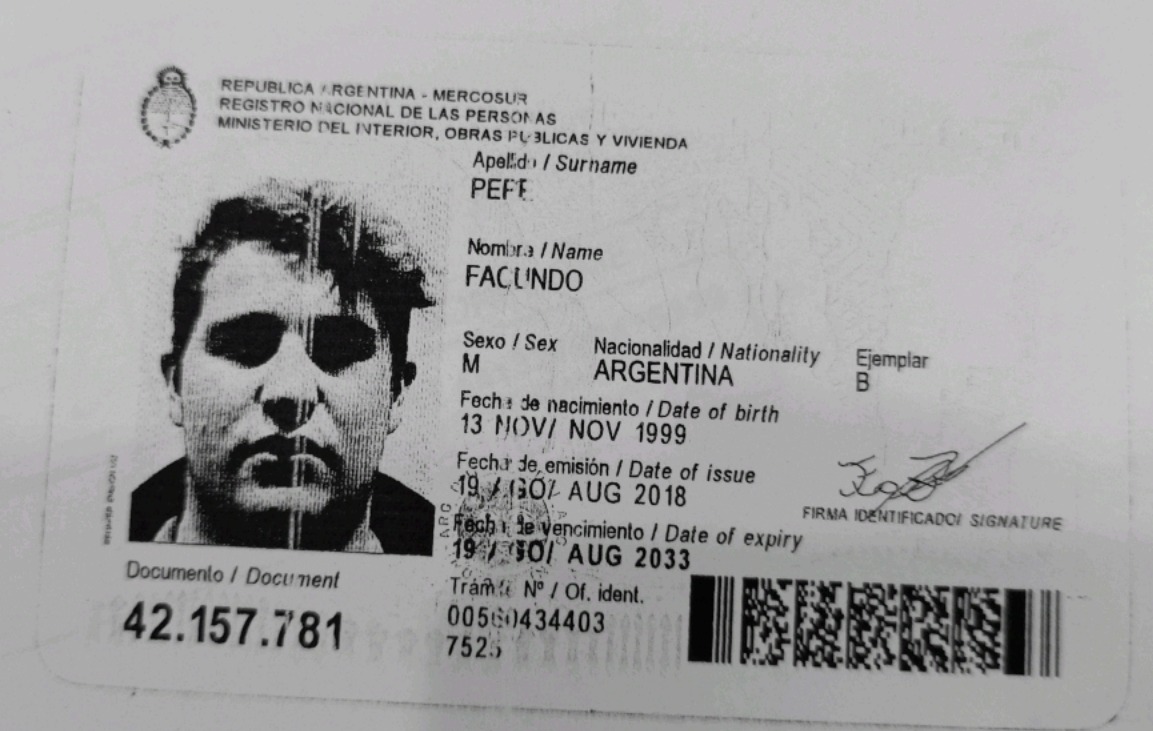 REPUBLICA ARGENTINA - MERCOSUR
REGISTRO NACIONAL DE LAS PERSONAS
MINISTERIO DEL INTERIOR, OBRAS PUBLICAS Y VIVIENDA
Apellido / Surname
Nombre / Name
FACUNDO
Sexo / Sex Nacionalidad / Nationality Ejemplar
M ARGENTINA B
Fecha de nacimiento / Date of birth
13 NOV/ NOV 1999
Fecha de emisión / Date of issue
19 AGO/ AUG 2018
FIRMA IDENTIFICADO/ SIGNATURE
Fecha de vencimiento / Date of expiry
19 AGO/ AUG 2033
Documento / Document
42.157.781
Trámite Nº / Of. ident.
ARG